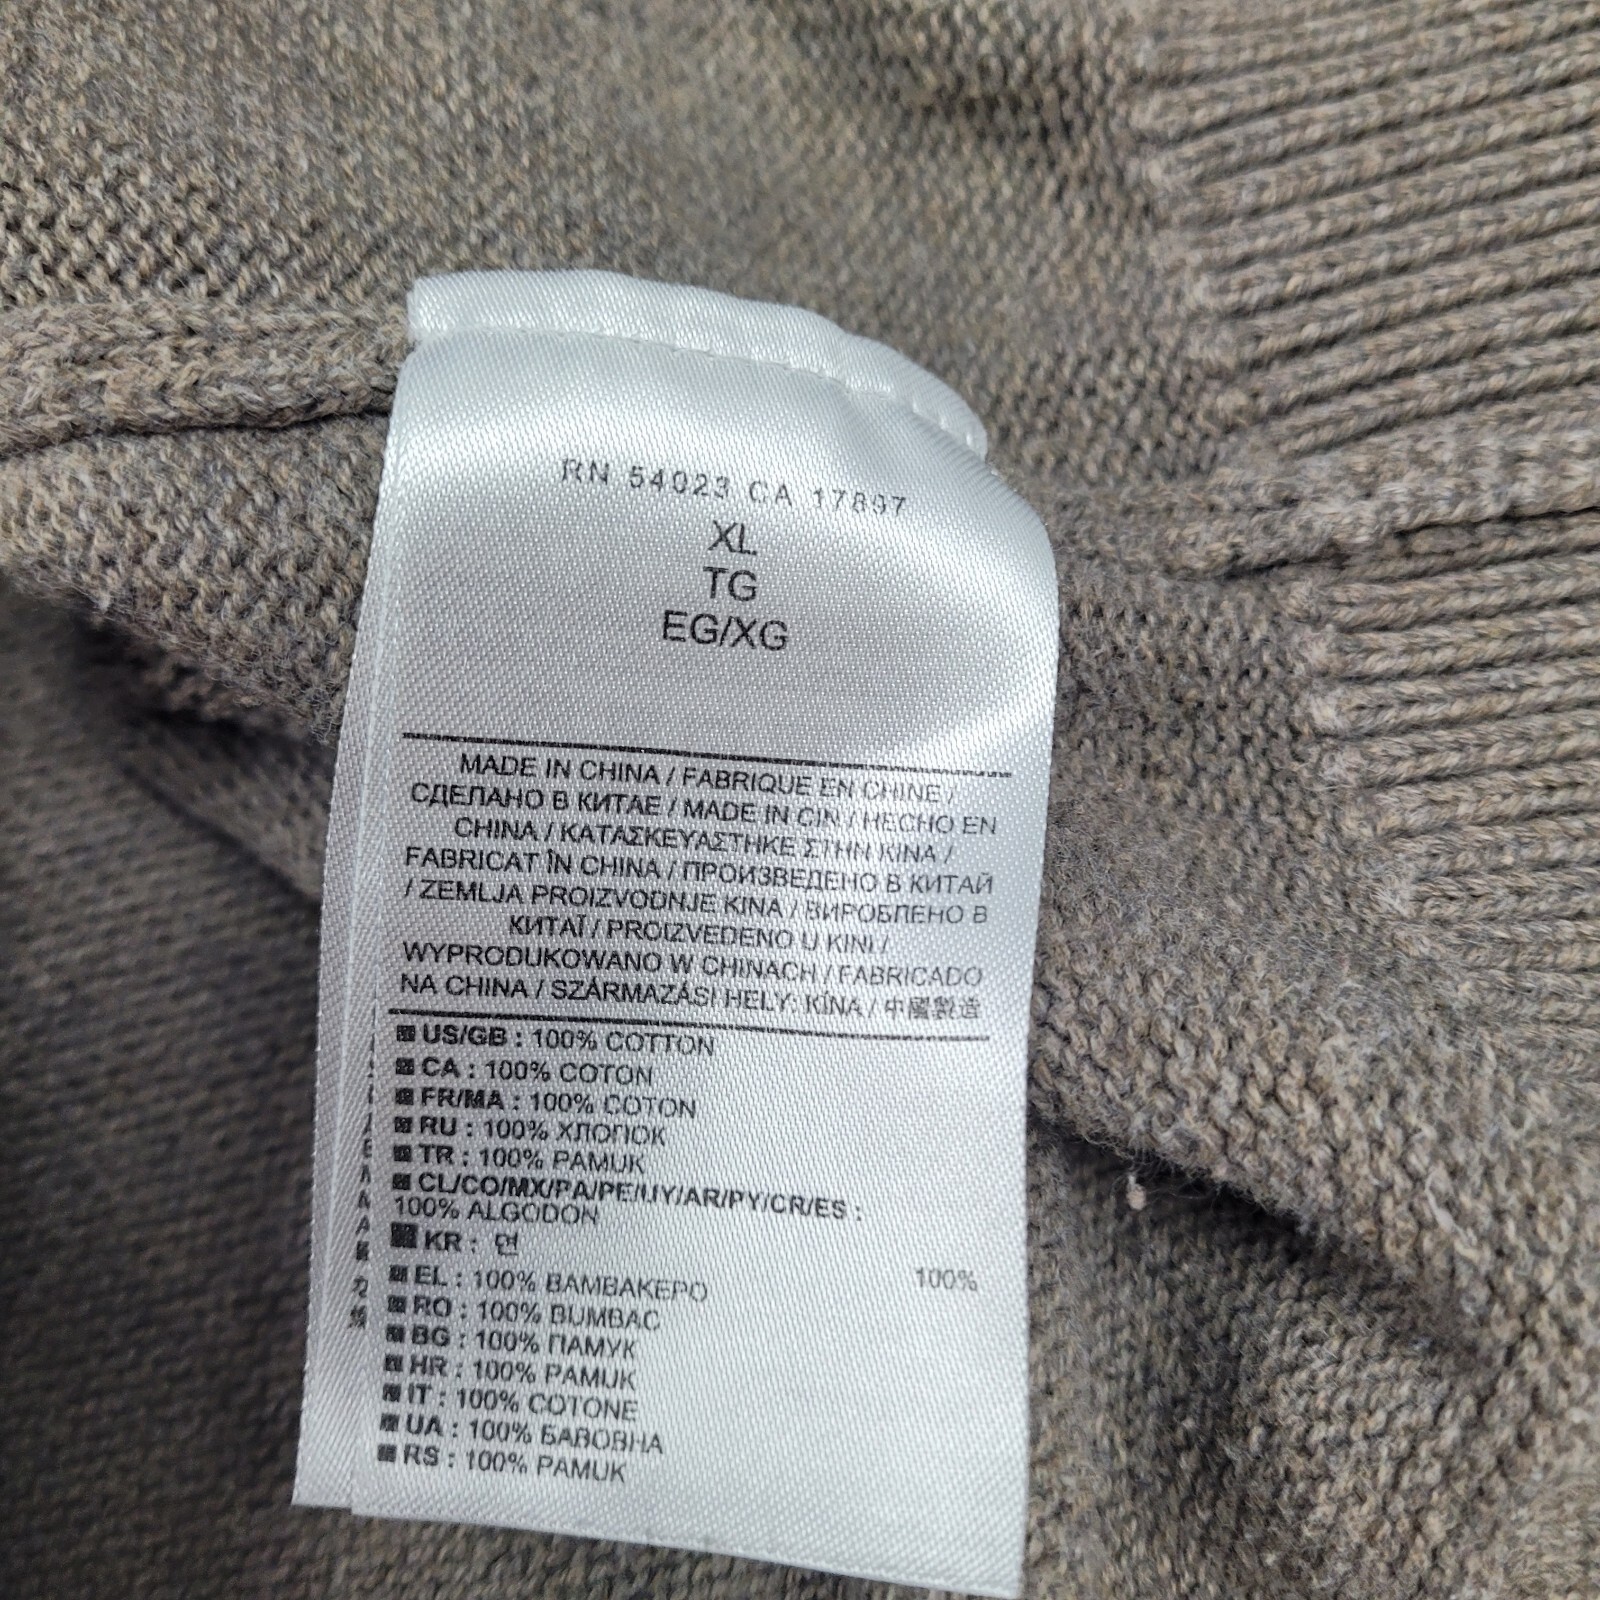 RN 54023 CA 17897
XL
TG
EG/XG
MADE IN CHINA / FABRIQUE EN CHINE /
СДЕЛАНО В КИТАЕ / MADE IN CIN / HECHO EN
CHINA / ΚΑΤΑΣΚΕΥΑΣΤΗΚΕ ΣΤΗΝ ΚΙΝΑ /
FABRICAT ÎN CHINA / ПРОИЗВЕДЕНО В КИТАЙ
/ ZEMLJA PROIZVODNJE KINA / ВИРОБЛЕНО В
КИТАЇ / PROIZVEDENO U KINI /
WYPRODUKOWANO W CHINACH / FABRICADO
NA CHINA / SZÁRMAZÁSI HELY: KÍNA / 中國製造
US/GB : 100% COTTON
CA : 100% COTON
FR/MA : 100% COTON
RU : 100% ХЛОПОК
TR : 100% PAMUK
CL/CO/MX/PA/PE/UY/AR/PY/CR/ES :
100% ALGODON
KR : 면 100%
EL : 100% ΒΑΜΒΑΚΕΡΟ
RO : 100% BUMBAC
BG : 100% ПАМУК
HR : 100% PAMUK
IT : 100% COTONE
UA : 100% БАВОВНА
RS : 100% PAMUK